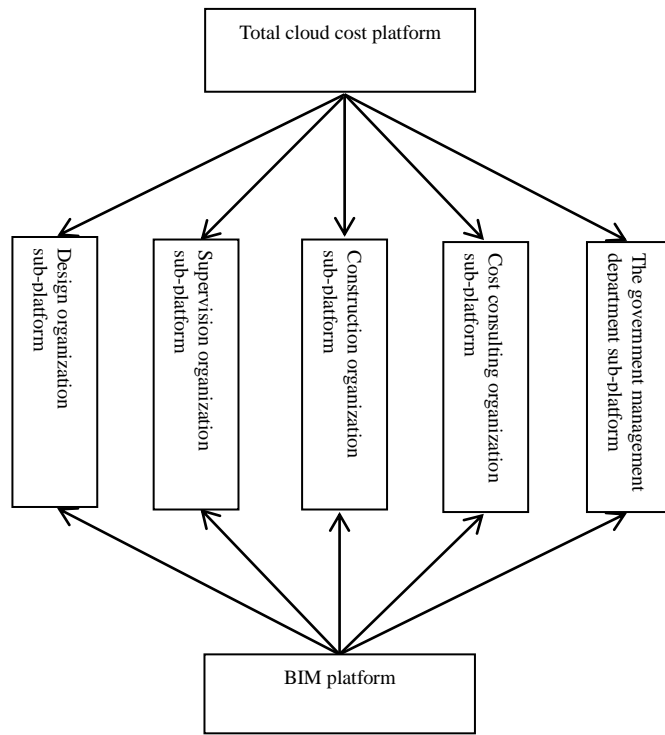 Total cloud cost platform
Design organization
sub-platform
Supervision organization
sub-platform
Construction organization
sub-platform
Cost consulting organization
sub-platform
The government management
department sub-platform
BIM platform